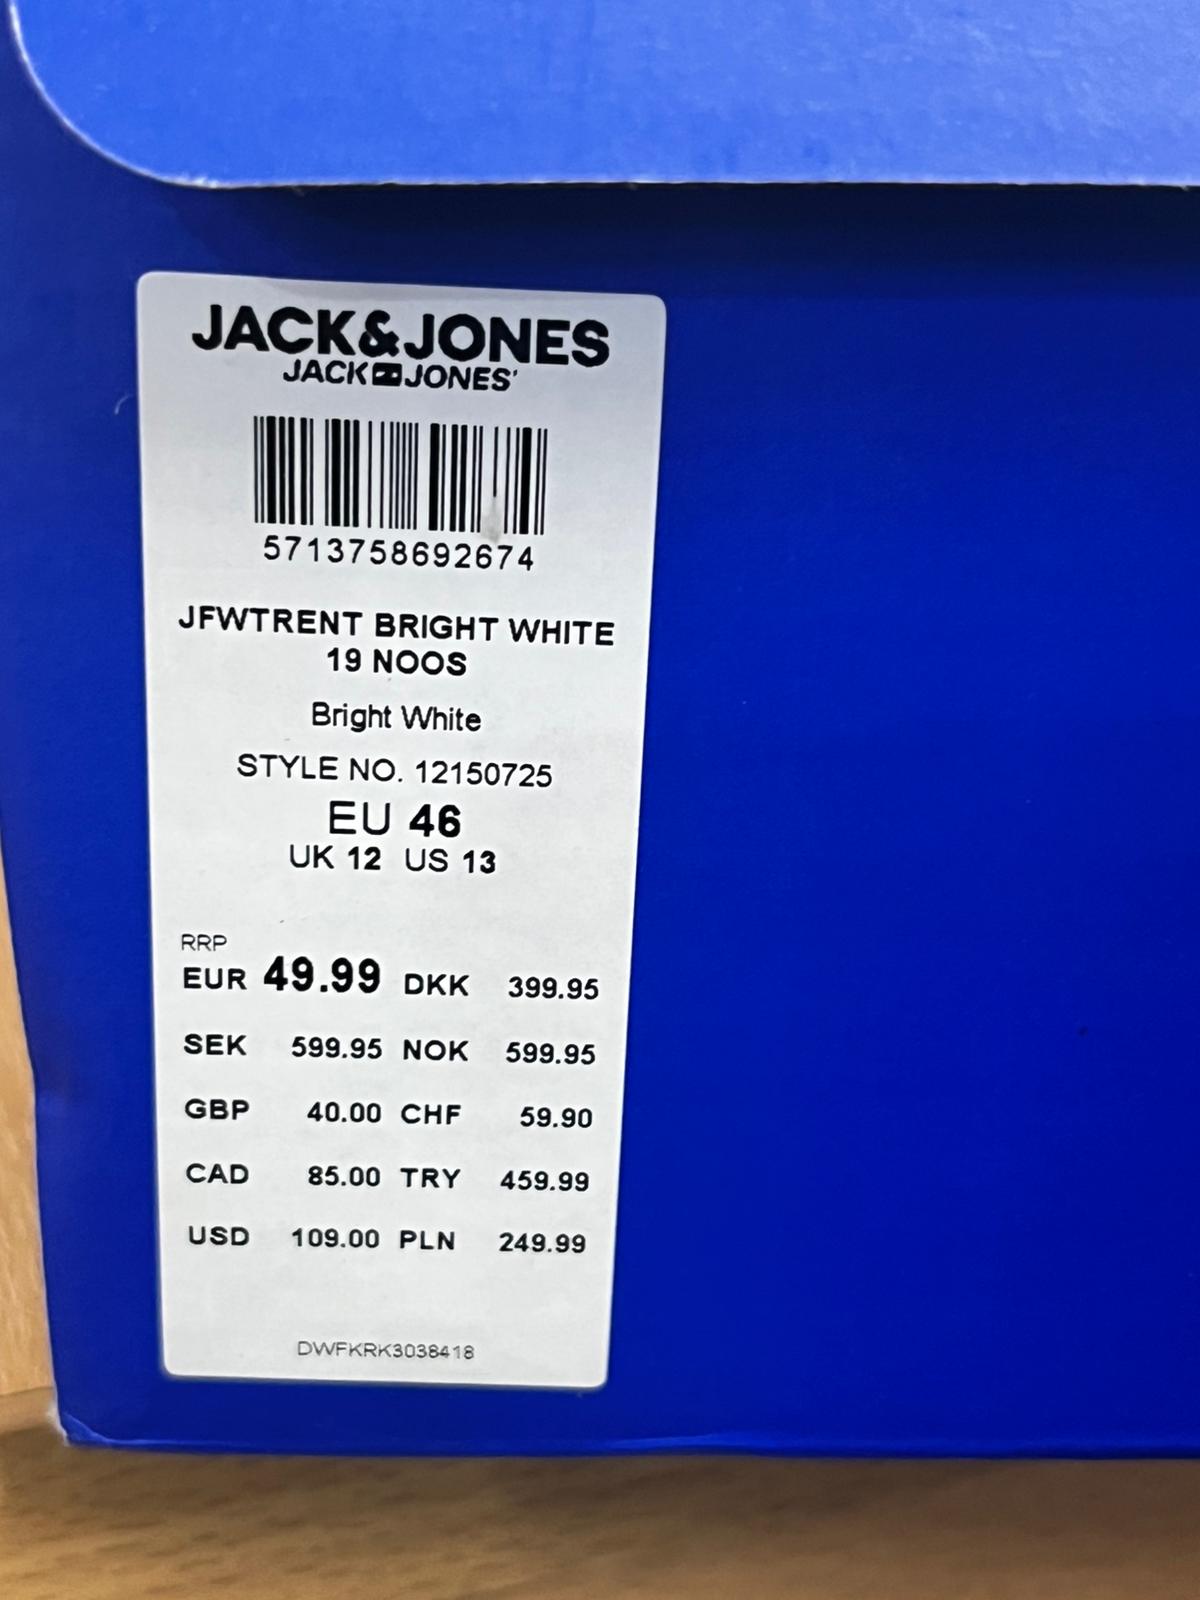 JACK&JONES
JACK JONES'
5713758692674
JFWTRENT BRIGHT WHITE
19 NOOS
Bright White
STYLE NO. 12150725
EU 46
UK 12 US 13
RRP
EUR 49.99 DKK 399.95
SEK 599.95 NOK 599.95
GBP 40.00 CHF 59.90
CAD 85.00 TRY 459.99
USD 109.00 PLN 249.99
DWFKRK3038418